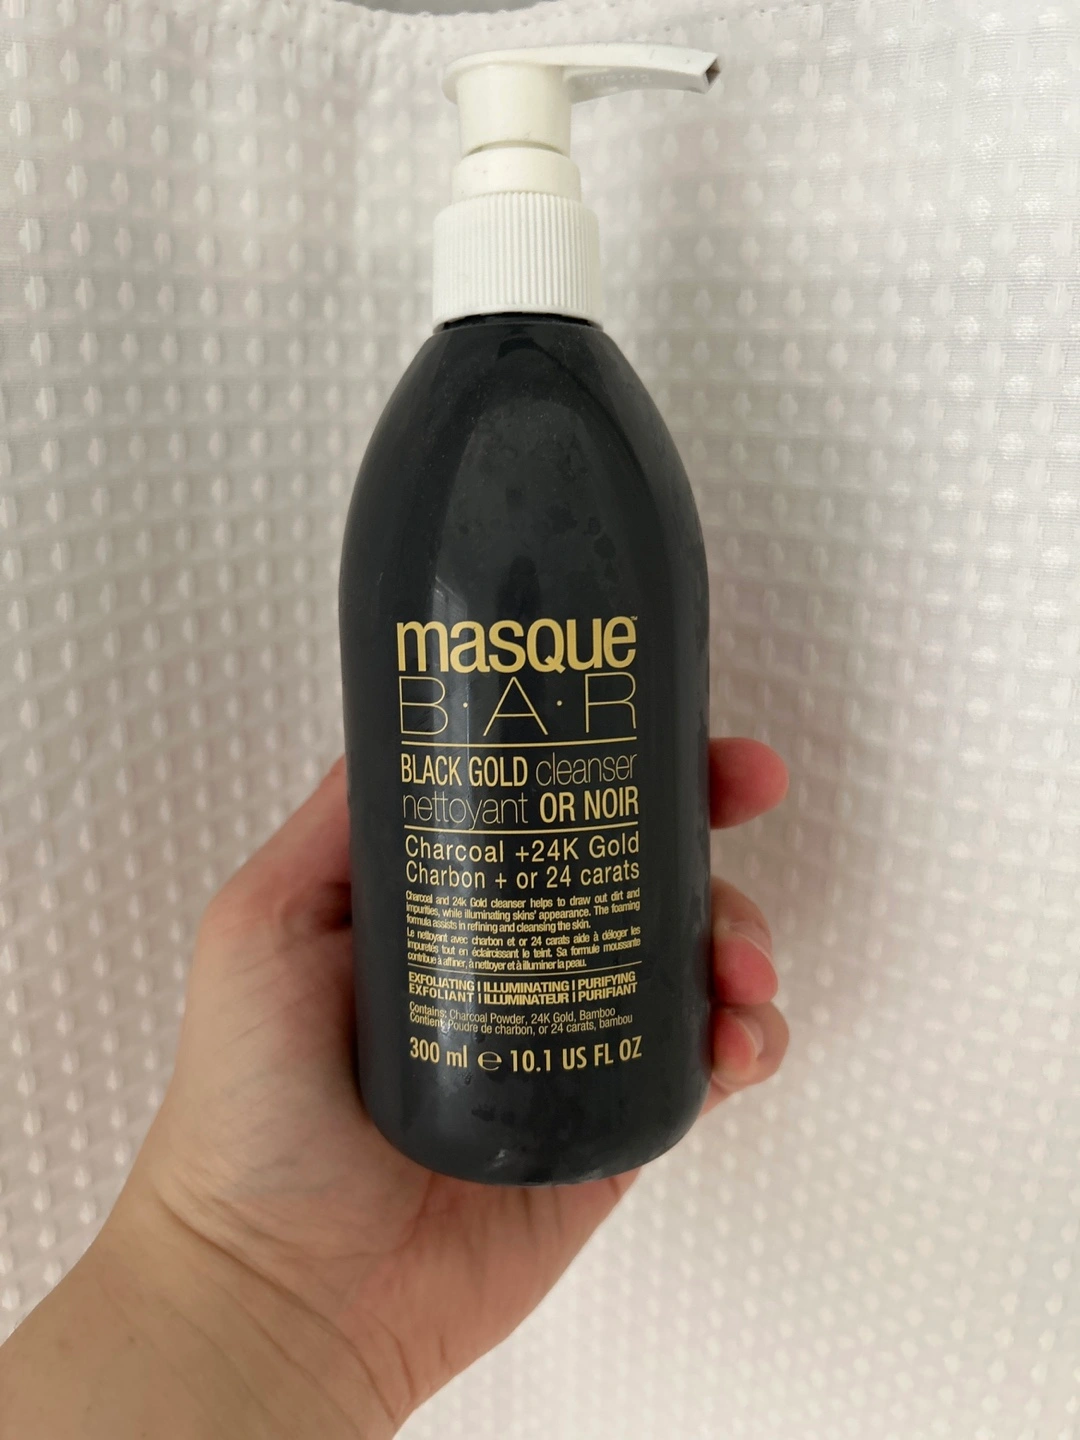 masQue™
B·A·R
BLACK GOLD cleanser
nettoyant OR NOIR
Charcoal +24K Gold
Charbon + or 24 carats
Charcoal and 24k Gold cleanser helps to draw out dirt and
impurities, while illuminating skins' appearance. The foaming
formula assists in refining and cleansing the skin.
Le nettoyant avec charbon et or 24 carats aide à déloger les
impuretés tout en éclaircissant le teint. Sa formule moussante
contribue à affiner, à nettoyer et à illuminer la peau.
EXFOLIATING | ILLUMINATING | PURIFYING
EXFOLIANT | ILLUMINATEUR | PURIFIANT
Contains: Charcoal Powder, 24K Gold, Bamboo
Contient: Poudre de charbon, or 24 carats, bambou
300 ml ℮ 10.1 US FL OZ